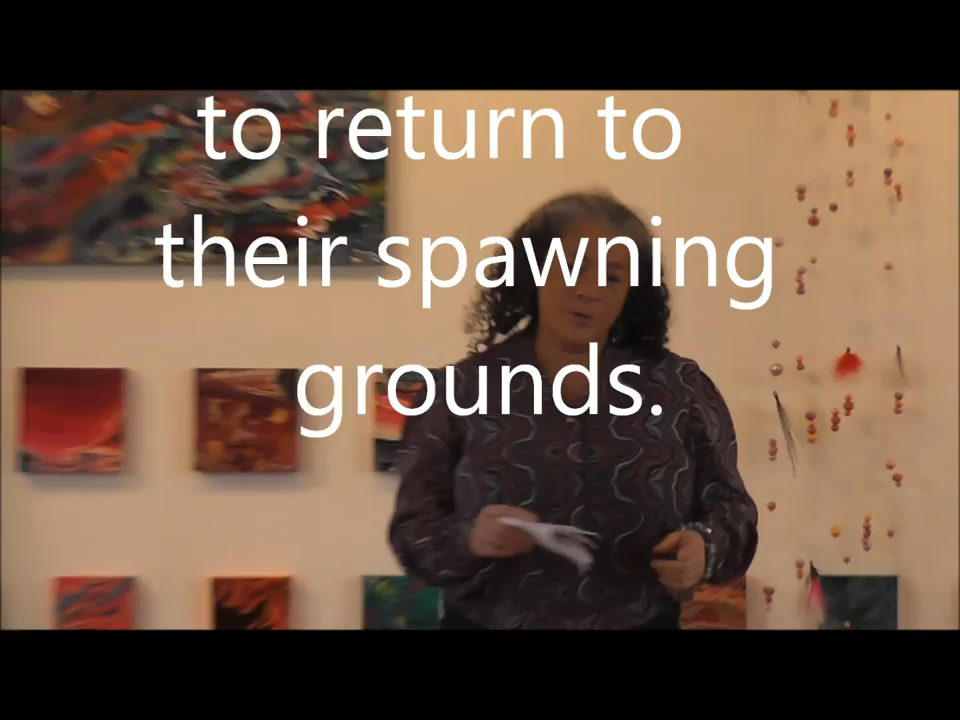 to return to
their spawning
grounds.